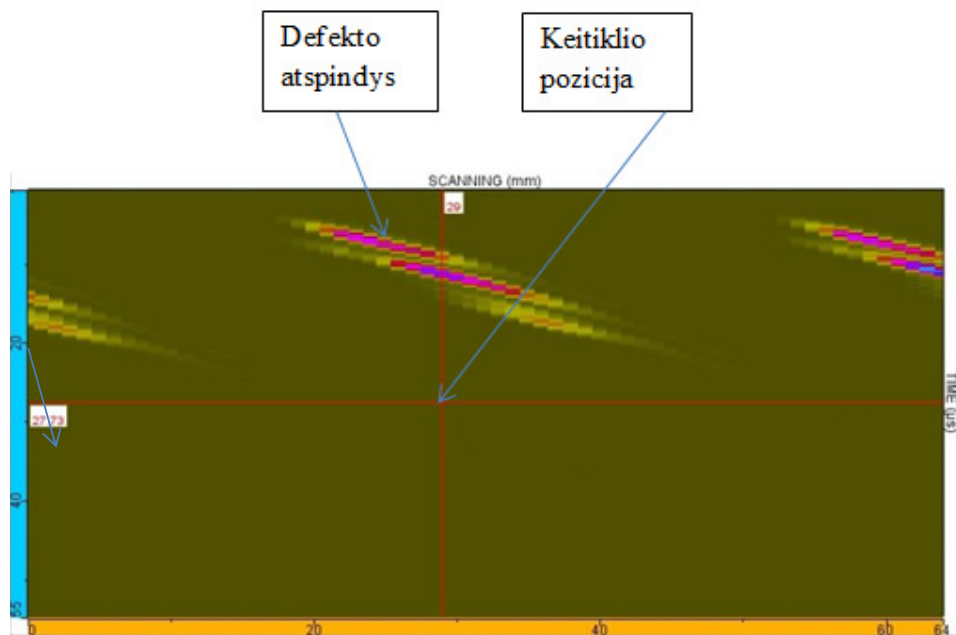 Defekto
atspindys
Keitiklio
pozicija
SCANNING (mm)
29
20
27.73
TIME (µs)
40
55
0
20
40
60
64